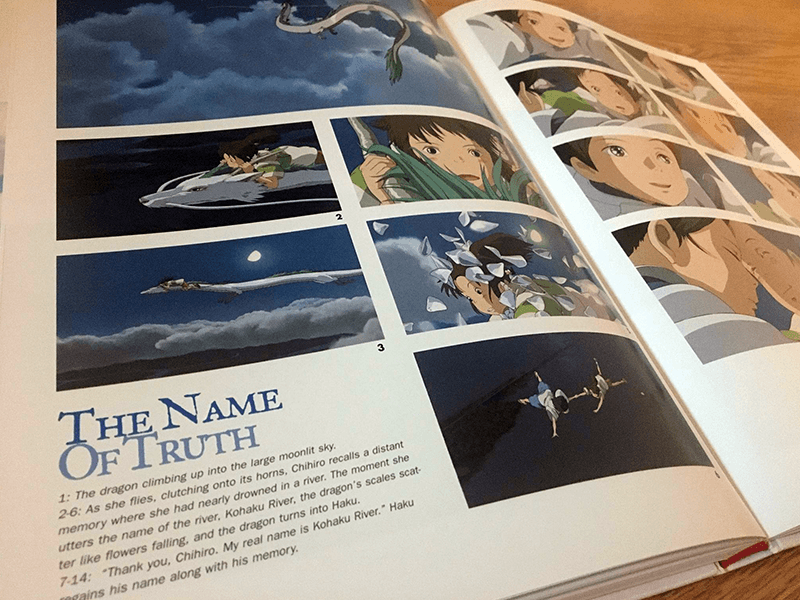 2
3
THE NAME
OF TRUTH
1: The dragon climbing up into the large moonlit sky.
2-6: As she flies, clutching onto its horns, Chihiro recalls a distant
memory where she had nearly drowned in a river. The moment she
utters the name of the river, Kohaku River, the dragon's scales scat-
ter like flowers falling, and the dragon turns into Haku.
7-14: "Thank you, Chihiro. My real name is Kohaku River." Haku
regains his name along with his memory.